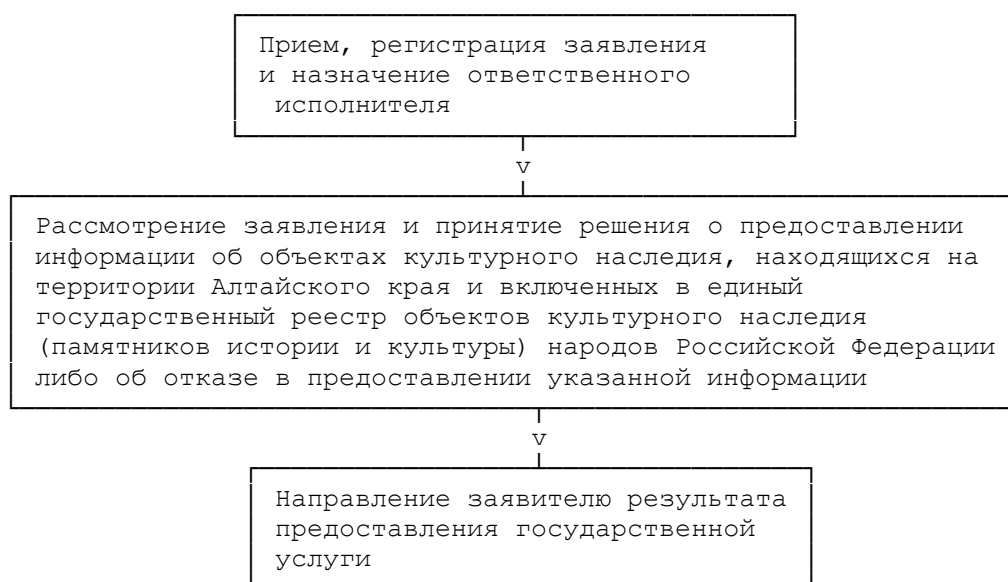 Прием, регистрация заявления
и назначение ответственного
исполнителя
v
Рассмотрение заявления и принятие решения о предоставлении
информации об объектах культурного наследия, находящихся на
территории Алтайского края и включенных в единый
государственный реестр объектов культурного наследия
(памятников истории и культуры) народов Российской Федерации
либо об отказе в предоставлении указанной информации
v
Направление заявителю результата
предоставления государственной
услуги